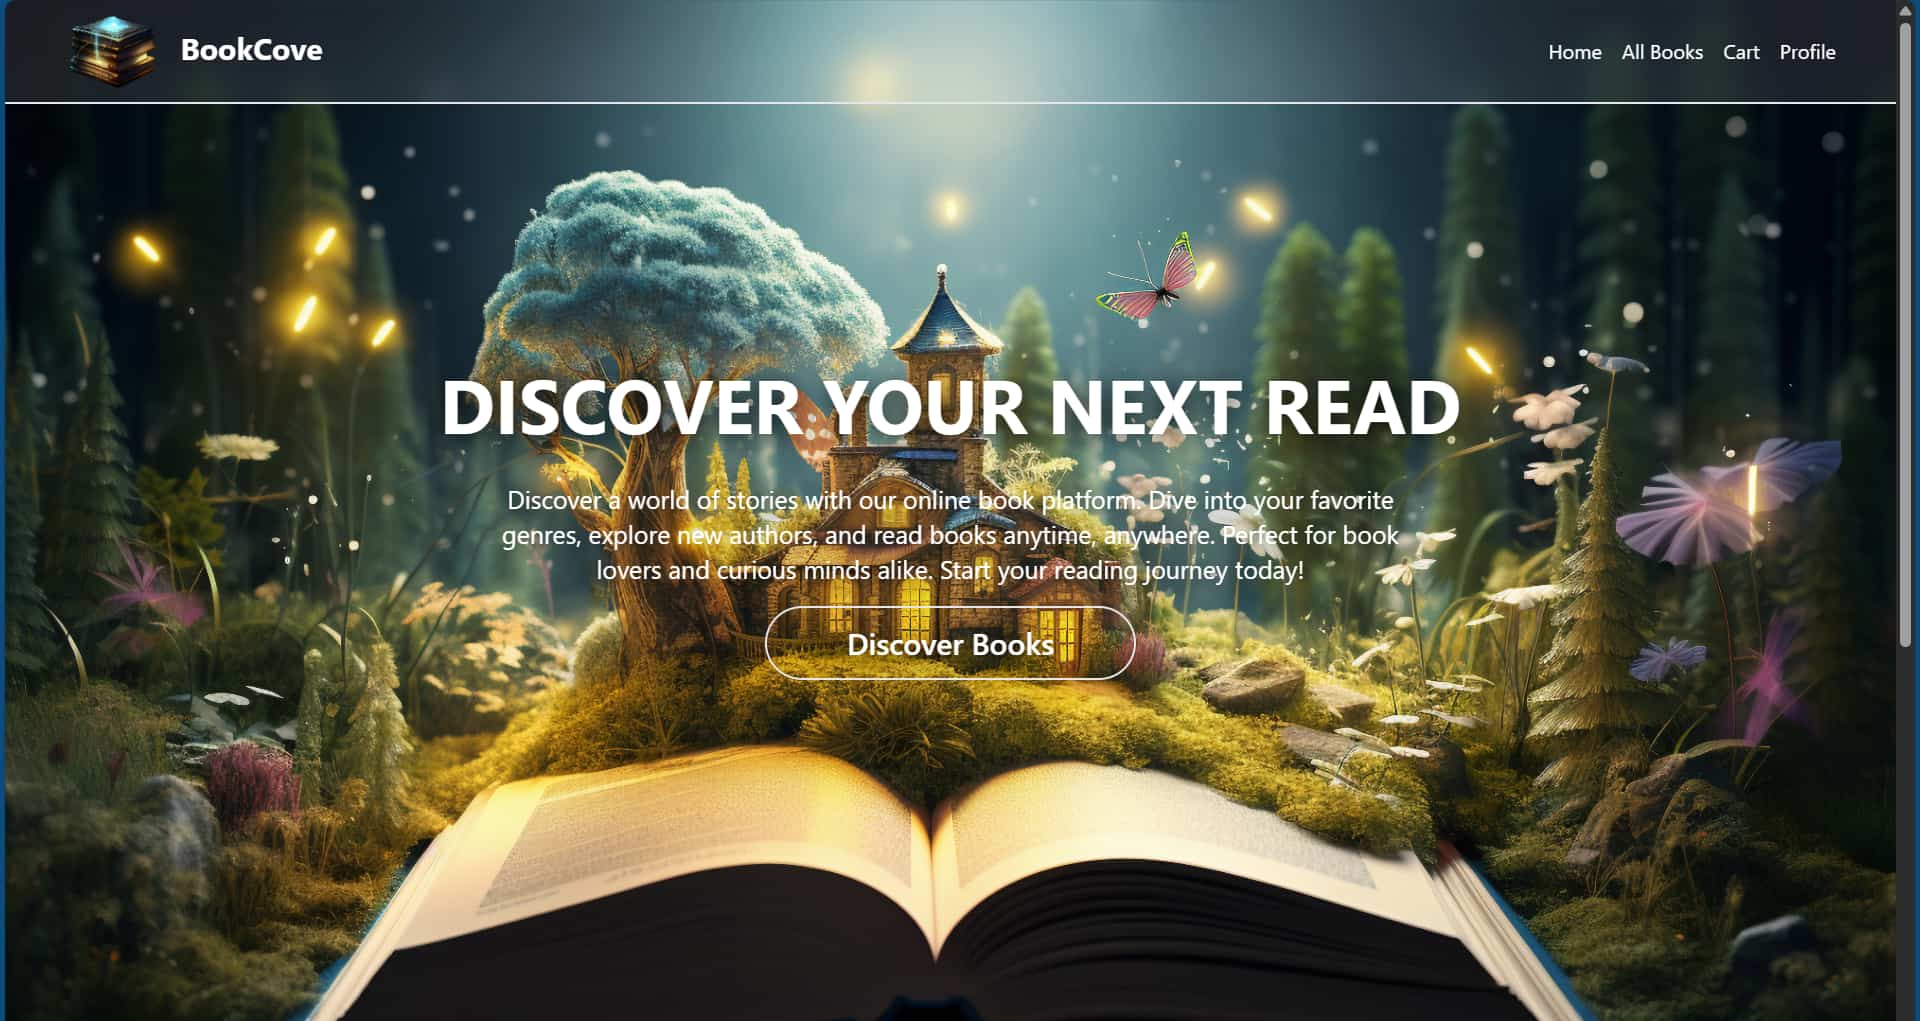 BookCove
Home All Books Cart Profile
DISCOVER YOUR NEXT READ
Discover a world of stories with our online book platform. Dive into your favorite
genres, explore new authors, and read books anytime, anywhere. Perfect for book
lovers and curious minds alike. Start your reading journey today!
Discover Books